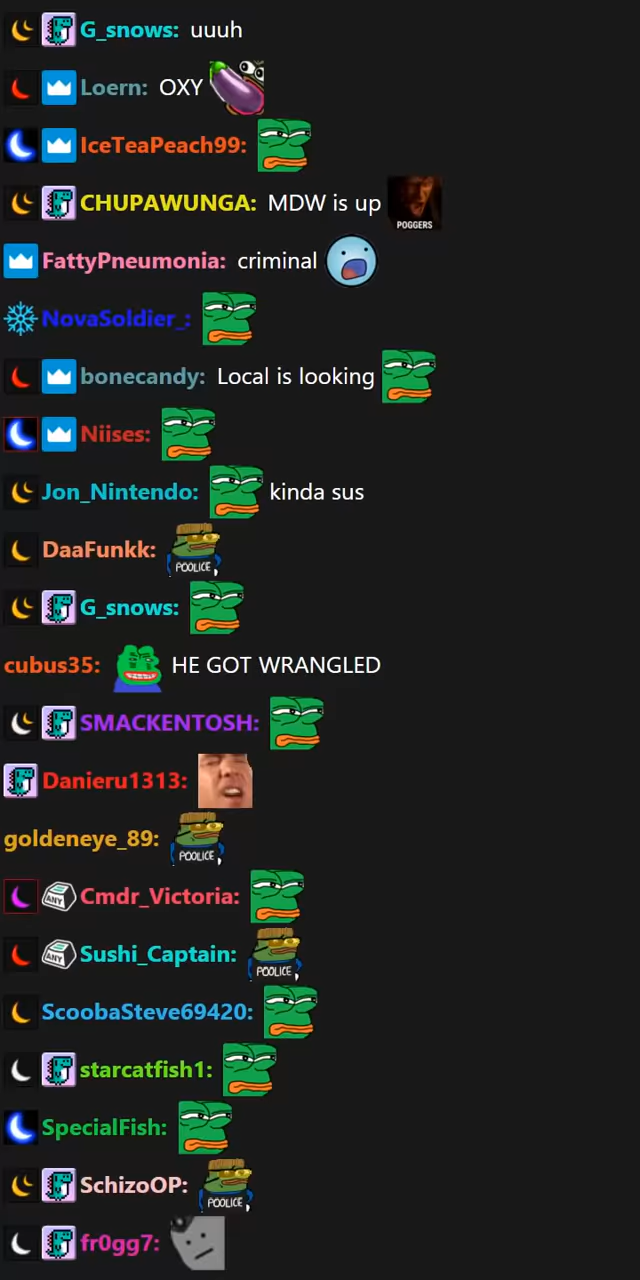 G_snows: uuuh
Loern: OXY
IceTeaPeach99:
CHUPAWUNGA: MDW is up POGGERS
FattyPneumonia: criminal
NovaSoldier_:
bonecandy: Local is looking
Niises:
Jon_Nintendo: kinda sus
DaaFunkk: POOLICE
G_snows:
cubus35: HE GOT WRANGLED
SMACKENTOSH:
Danieru1313:
goldeneye_89: POOLICE
ANY Cmdr_Victoria:
ANY Sushi_Captain: POOLICE
ScoobaSteve69420:
starcatfish1:
SpecialFish:
SchizoOP: POOLICE
fr0gg7: